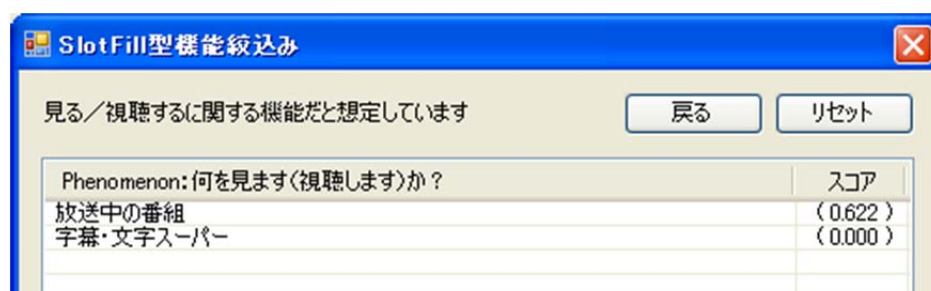 SlotFill型機能絞込み
見る／視聴するに関する機能だと想定しています 戻る リセット
Phenomenon:何を見ます(視聴します)か？ スコア
放送中の番組 ( 0.622 )
字幕・文字スーパー ( 0.000 )